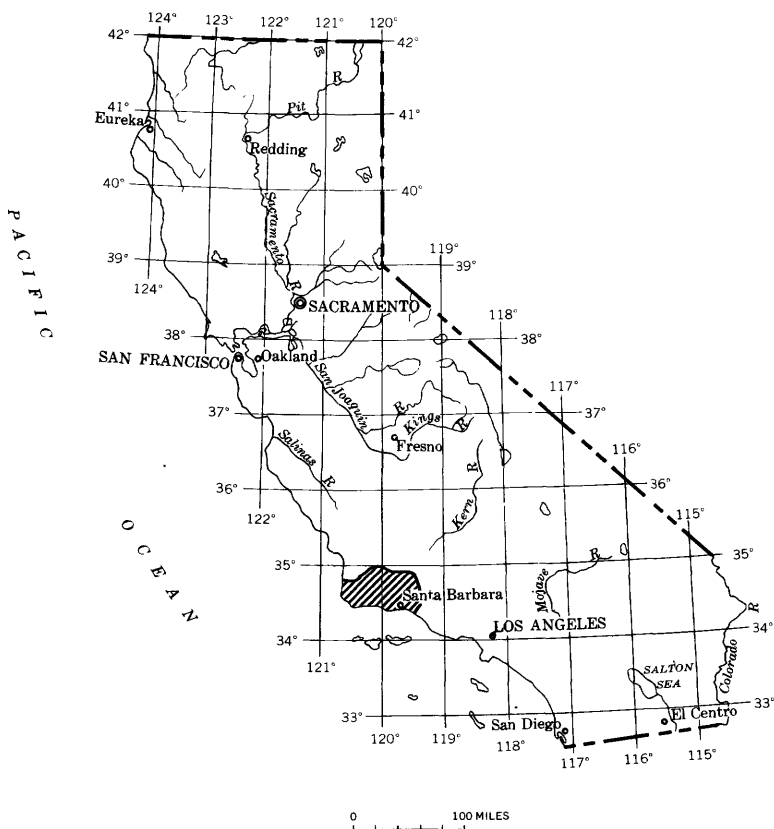 124° 123° 122° 121° 120°
42° 42°
41° 41°
Pit R
Eureka
Redding
40° 40°
Sacramento R
PACIFIC
39° 39°
119°
124°
SACRAMENTO
118°
38° 38°
SAN FRANCISCO
Oakland
San Joaquin R
117°
37° 37°
Kings R
Fresno
Salinas R
116°
36° 36°
122°
Kern R
115°
OCEAN
35° 35°
Mojave R
Santa Barbara
LOS ANGELES
34° 34°
121°
SALTON
SEA
Colorado R
33° 33°
San Diego
El Centro
120° 119° 118° 117° 116° 115°
0 100 MILES